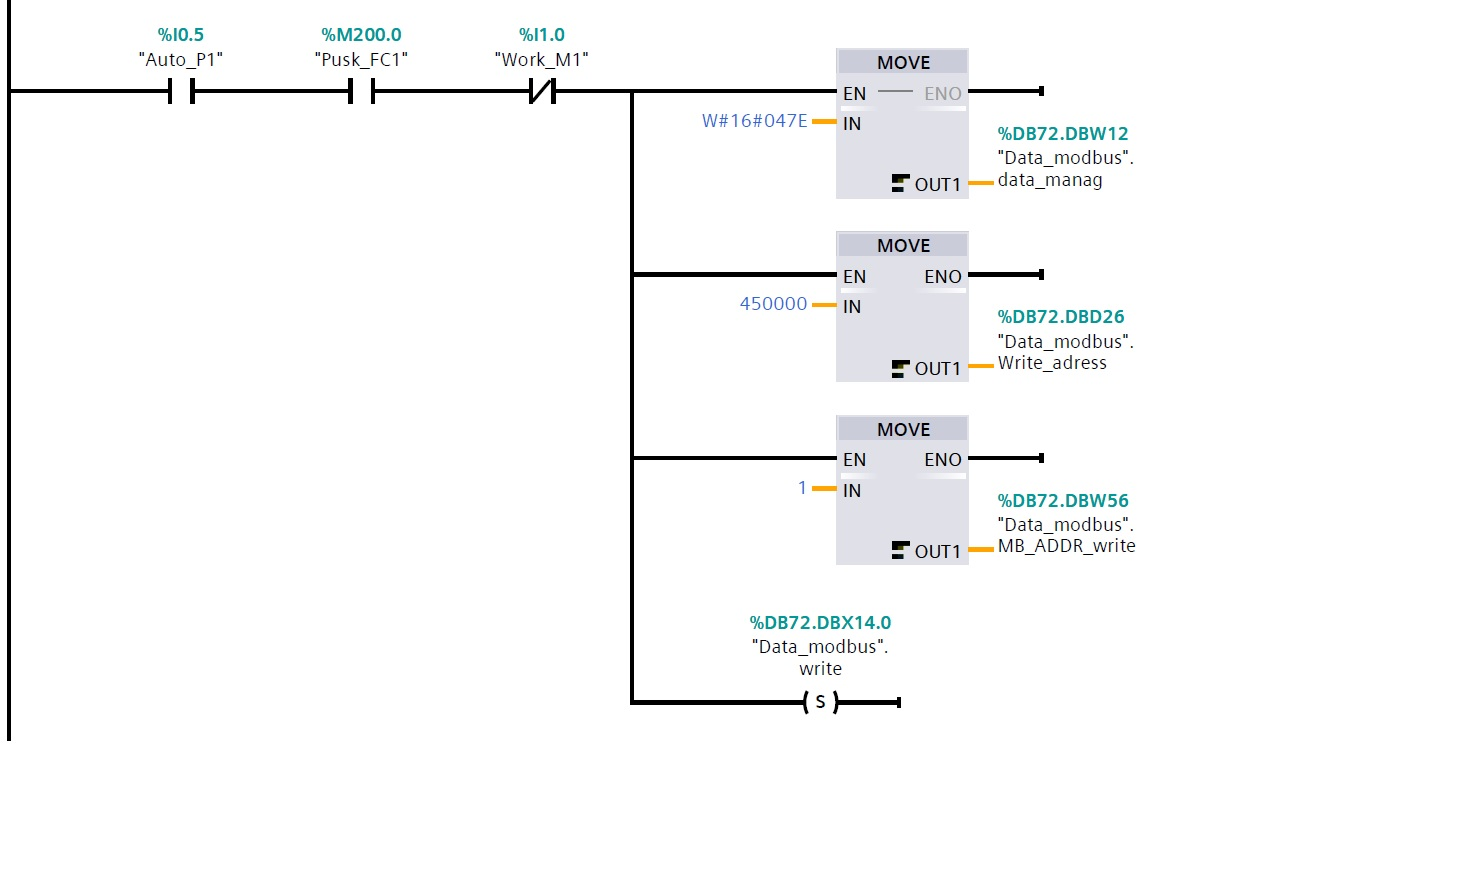 %I0.5
"Auto_P1"
%M200.0
"Pusk_FC1"
%I1.0
"Work_M1"
MOVE
EN ENO
W#16#047E IN
%DB72.DBW12
"Data_modbus".
data_manag
OUT1
MOVE
EN ENO
450000 IN
%DB72.DBD26
"Data_modbus".
Write_adress
OUT1
MOVE
EN ENO
1 IN
%DB72.DBW56
"Data_modbus".
MB_ADDR_write
OUT1
%DB72.DBX14.0
"Data_modbus".
write
S